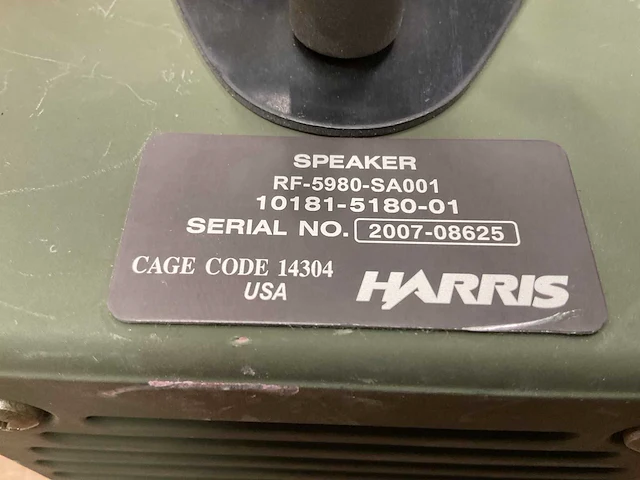 SPEAKER
RF-5980-SA001
10181-5180-01
SERIAL NO. 2007-08625
CAGE CODE 14304
USA
HARRIS